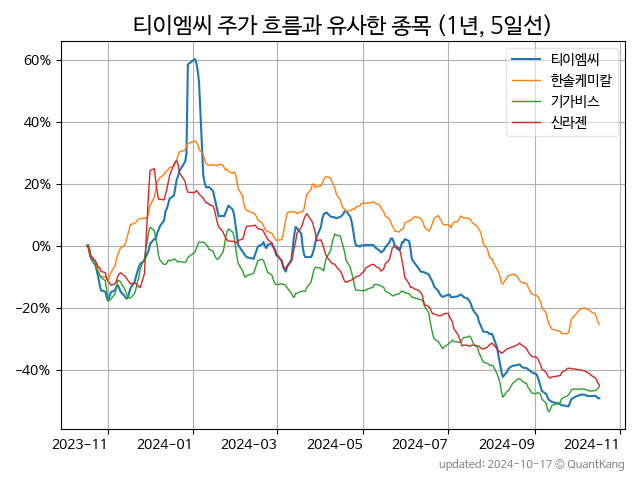 티이엠씨 주가 흐름과 유사한 종목 (1년, 5일선)
티이엠씨
한솔케미칼
기가비스
신라젠
60%
40%
20%
0%
−20%
−40%
2023-11 2024-01 2024-03 2024-05 2024-07 2024-09 2024-11
updated: 2024-10-17 © QuantKang